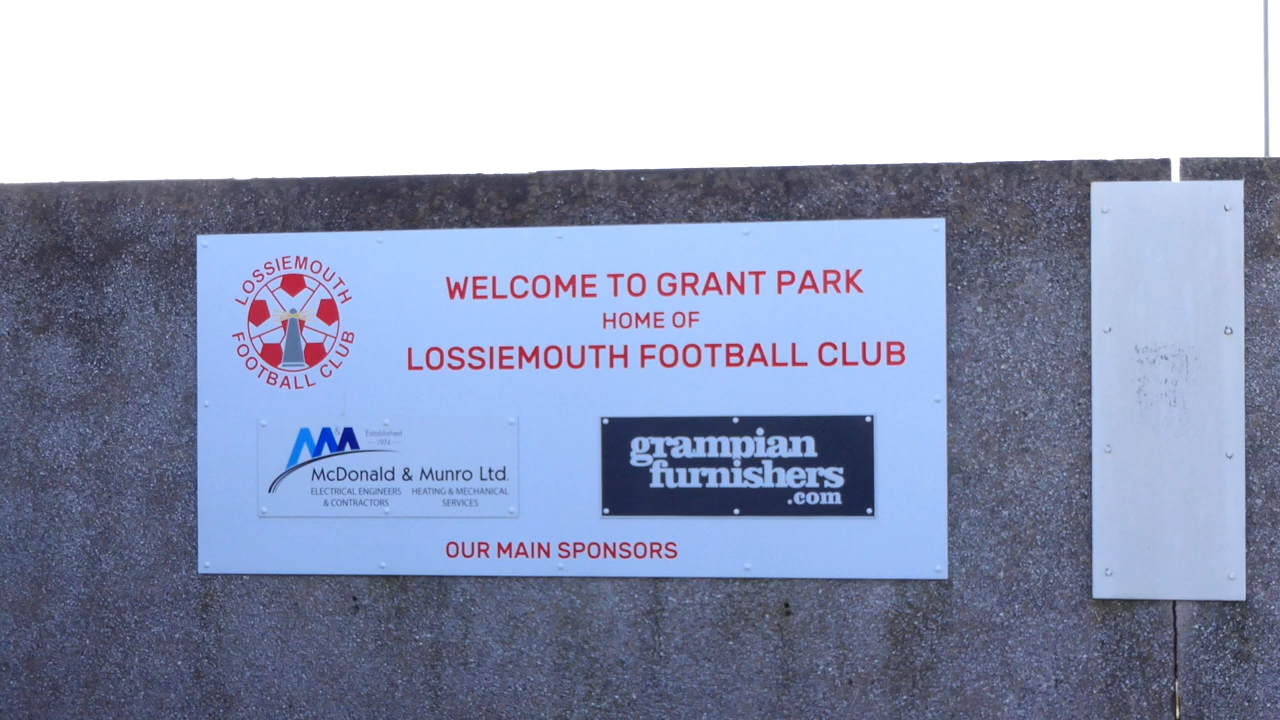 LOSSIEMOUTH
FOOTBALL CLUB
WELCOME TO GRANT PARK
HOME OF
LOSSIEMOUTH FOOTBALL CLUB
Established
1974
McDonald & Munro Ltd.
ELECTRICAL ENGINEERS
& CONTRACTORS
HEATING & MECHANICAL
SERVICES
grampian
furnishers
.com
OUR MAIN SPONSORS